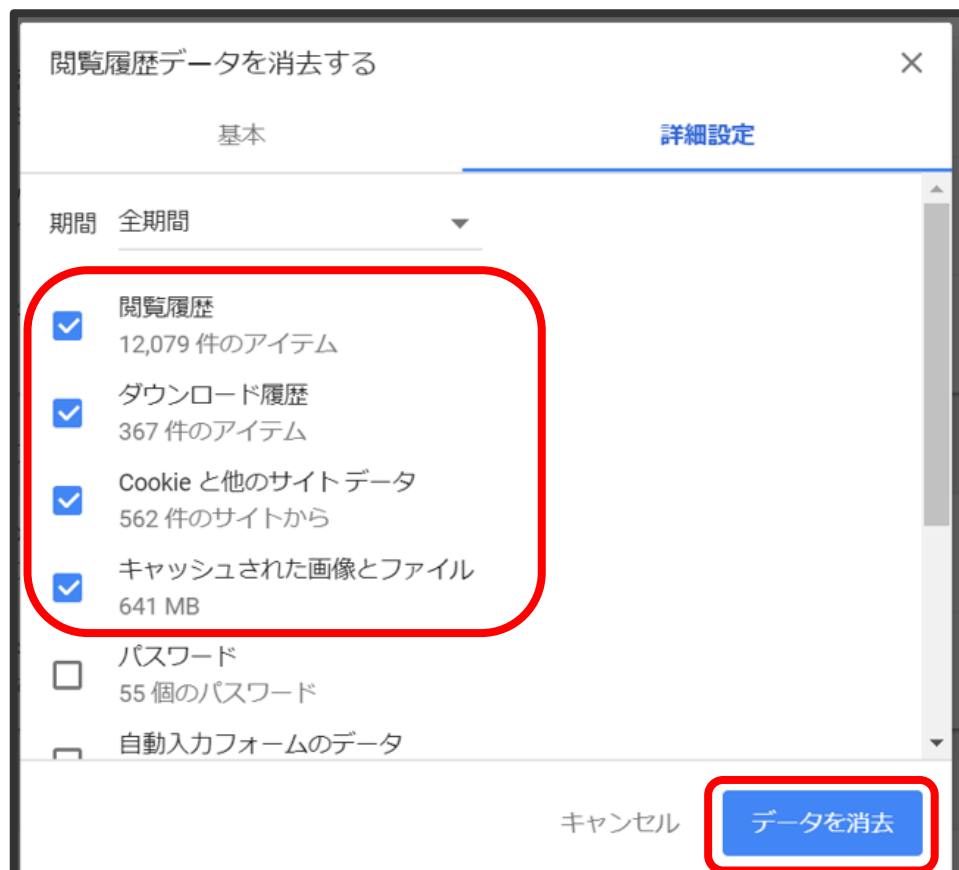 閲覧履歴データを消去する
基本
詳細設定
期間 全期間
閲覧履歴
12,079 件のアイテム
ダウンロード履歴
367 件のアイテム
Cookie と他のサイト データ
562 件のサイトから
キャッシュされた画像とファイル
641 MB
パスワード
55 個のパスワード
自動入力フォームのデータ
キャンセル
データを消去